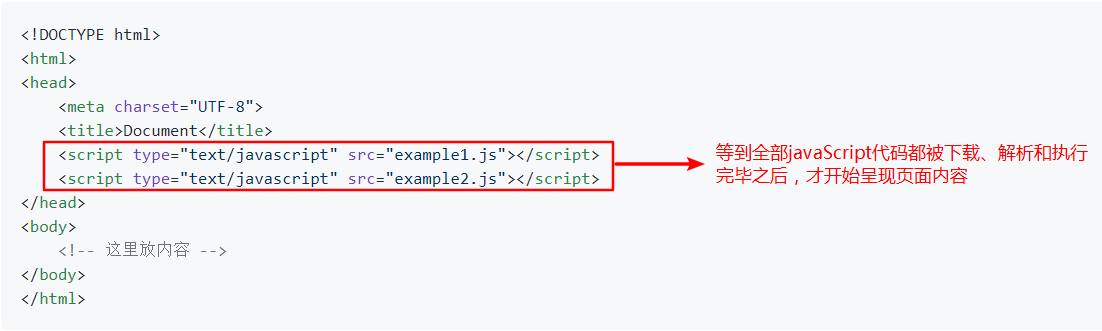 <!DOCTYPE html>
<html>
<head>
    <meta charset="UTF-8">
    <title>Document</title>
    <script type="text/javascript" src="example1.js"></script>
    <script type="text/javascript" src="example2.js"></script>
等到全部javaScript代码都被下载、解析和执行
完毕之后，才开始呈现页面内容
</head>
<body>
    <!-- 这里放内容 -->
</body>
</html>